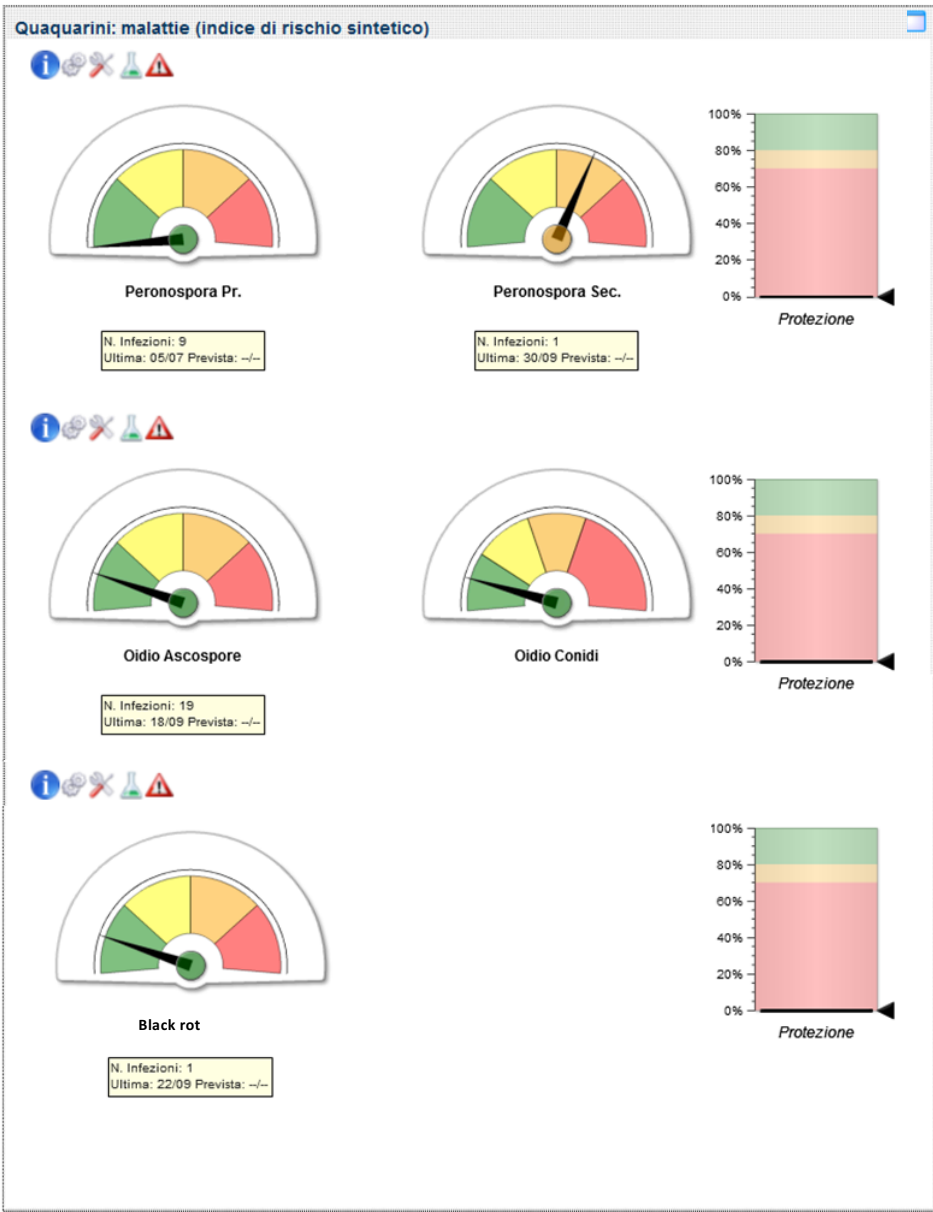 Quaquarini: malattie (indice di rischio sintetico)
100%
80%
60%
40%
20%
0%
Peronospora Pr.
Peronospora Sec.
Protezione
N. Infezioni: 9
Ultima: 05/07 Prevista: --/--
N. Infezioni: 1
Ultima: 30/09 Prevista: --/--
100%
80%
60%
40%
20%
0%
Oidio Ascospore
Oidio Conidi
Protezione
N. Infezioni: 19
Ultima: 18/09 Prevista: --/--
100%
80%
60%
40%
20%
0%
Black rot
Protezione
N. Infezioni: 1
Ultima: 22/09 Prevista: --/--